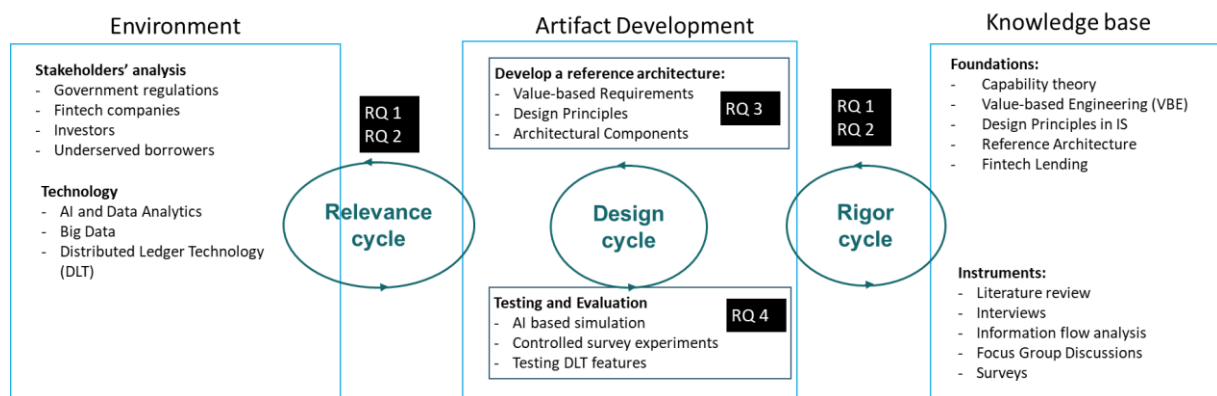 Environment
Stakeholders' analysis
- Government regulations
- Fintech companies
- Investors
- Underserved borrowers
Technology
- AI and Data Analytics
- Big Data
- Distributed Ledger Technology
(DLT)
RQ 1
RQ 2
Relevance
cycle
Artifact Development
Develop a reference architecture:
- Value-based Requirements
- Design Principles
- Architectural Components
RQ 3
Design
cycle
Testing and Evaluation
- AI based simulation
- Controlled survey experiments
- Testing DLT features
RQ 4
RQ 1
RQ 2
Rigor
cycle
Knowledge base
Foundations:
- Capability theory
- Value-based Engineering (VBE)
- Design Principles in IS
- Reference Architecture
- Fintech Lending
Instruments:
- Literature review
- Interviews
- Information flow analysis
- Focus Group Discussions
- Surveys